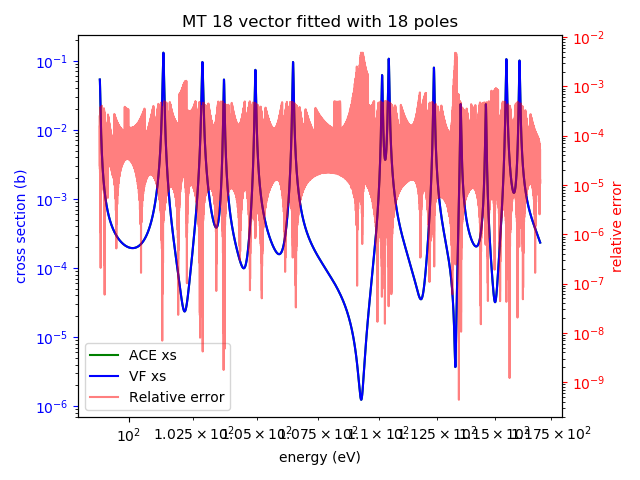 MT 18 vector fitted with 18 poles
10⁻¹
10⁻²
10⁻³
10⁻⁴
10⁻⁵
10⁻⁶
cross section (b)
10⁻²
10⁻³
10⁻⁴
10⁻⁵
10⁻⁶
10⁻⁷
10⁻⁸
10⁻⁹
relative error
ACE xs
VF xs
Relative error
10² 1.025 × 10² 1.05 × 10² 1.075 × 10² 1.1 × 10² 1.125 × 10² 1.15 × 10² 1.175 × 10²
energy (eV)